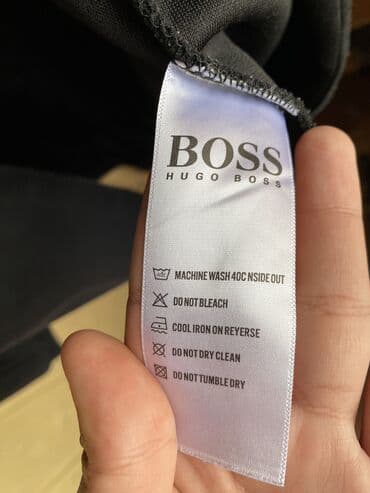 BOSS
HUGO BOSS
MACHINE WASH 40C NSIDE OUT
DO NOT BLEACH
COOL IRON ON REYERSE
DO NOT DRY CLEAN
DO NOT TUMBLE DRY